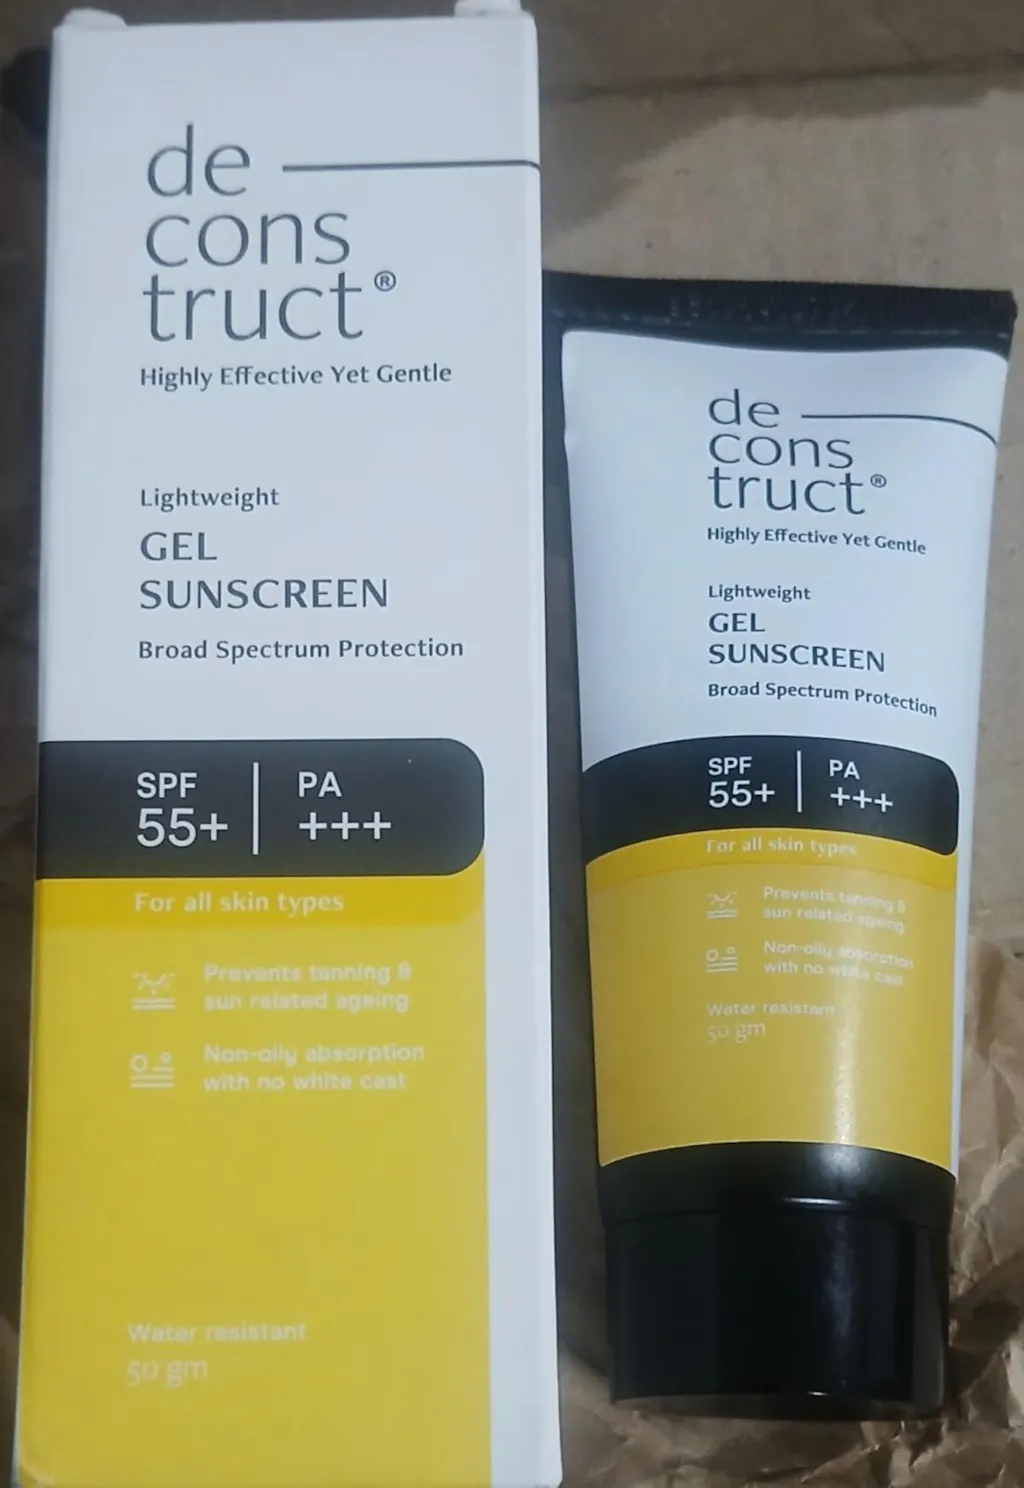 de
cons
truct®
Highly Effective Yet Gentle
Lightweight
GEL
SUNSCREEN
Broad Spectrum Protection
SPF
55+
PA
+++
For all skin types
Prevents tanning &
sun related ageing
Non-oily absorption
with no white cast
Water resistant
50 gm
de
cons
truct®
Highly Effective Yet Gentle
Lightweight
GEL
SUNSCREEN
Broad Spectrum Protection
SPF
55+
PA
+++
For all skin types
Prevents tanning &
sun related ageing
Non-oily absorption
with no white cast
Water resistant
50 gm